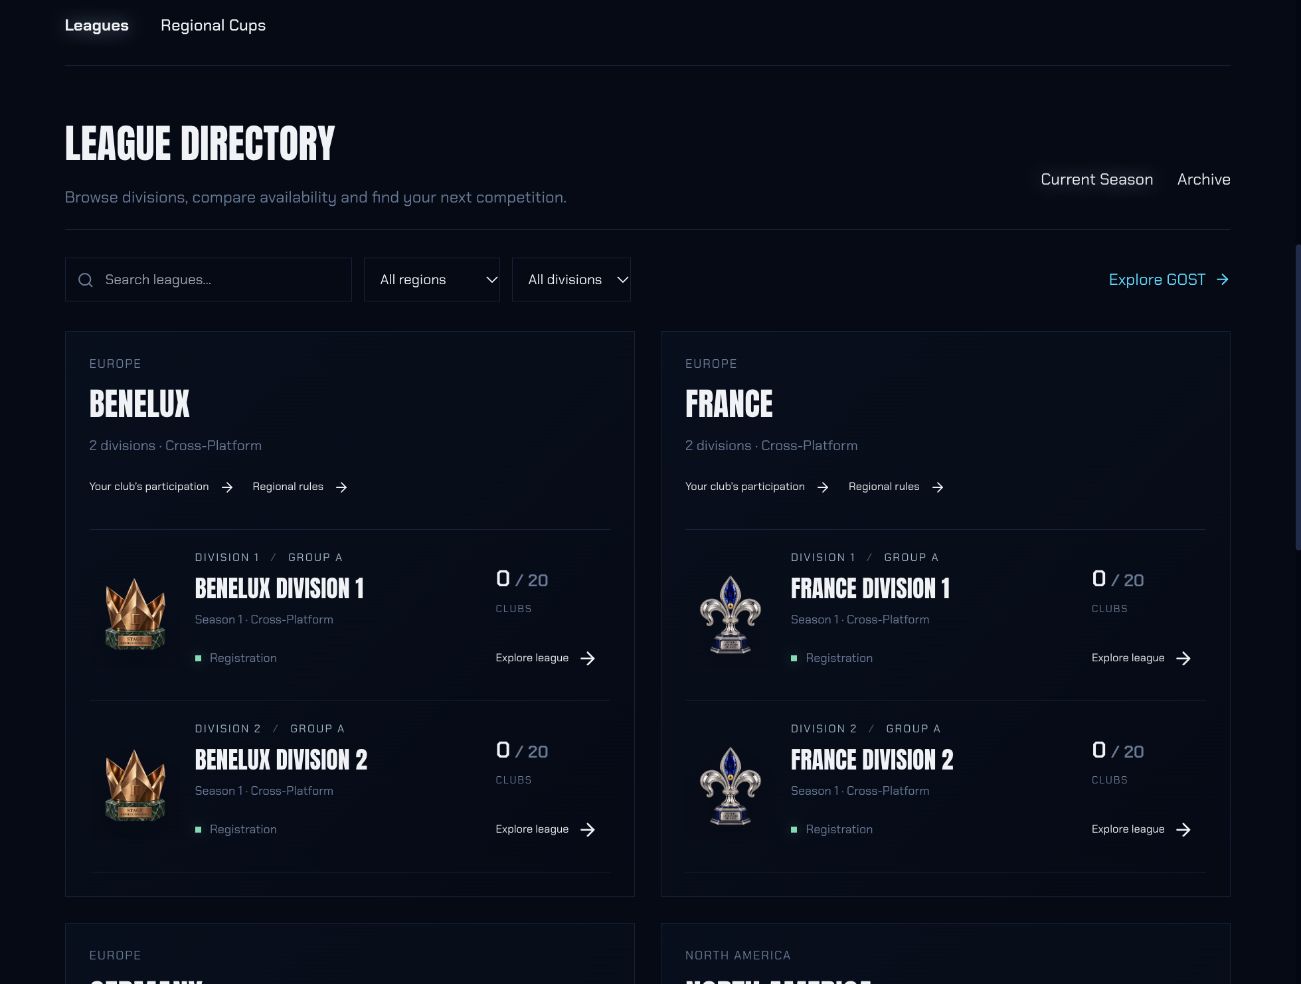 Leagues Regional Cups
LEAGUE DIRECTORY
Browse divisions, compare availability and find your next competition.
Current Season Archive
Search leagues...
All regions
All divisions
Explore GOST →
EUROPE
BENELUX
2 divisions · Cross-Platform
Your club's participation → Regional rules →
DIVISION 1 / GROUP A
BENELUX DIVISION 1
Season 1 · Cross-Platform
Registration
0 / 20
CLUBS
Explore league →
STAGE
DIVISION 2 / GROUP A
BENELUX DIVISION 2
Season 1 · Cross-Platform
Registration
0 / 20
CLUBS
Explore league →
STAGE
EUROPE
FRANCE
2 divisions · Cross-Platform
Your club's participation → Regional rules →
DIVISION 1 / GROUP A
FRANCE DIVISION 1
Season 1 · Cross-Platform
Registration
0 / 20
CLUBS
Explore league →
DIVISION 2 / GROUP A
FRANCE DIVISION 2
Season 1 · Cross-Platform
Registration
0 / 20
CLUBS
Explore league →
EUROPE
GERMANY
NORTH AMERICA
NORTH AMERICA